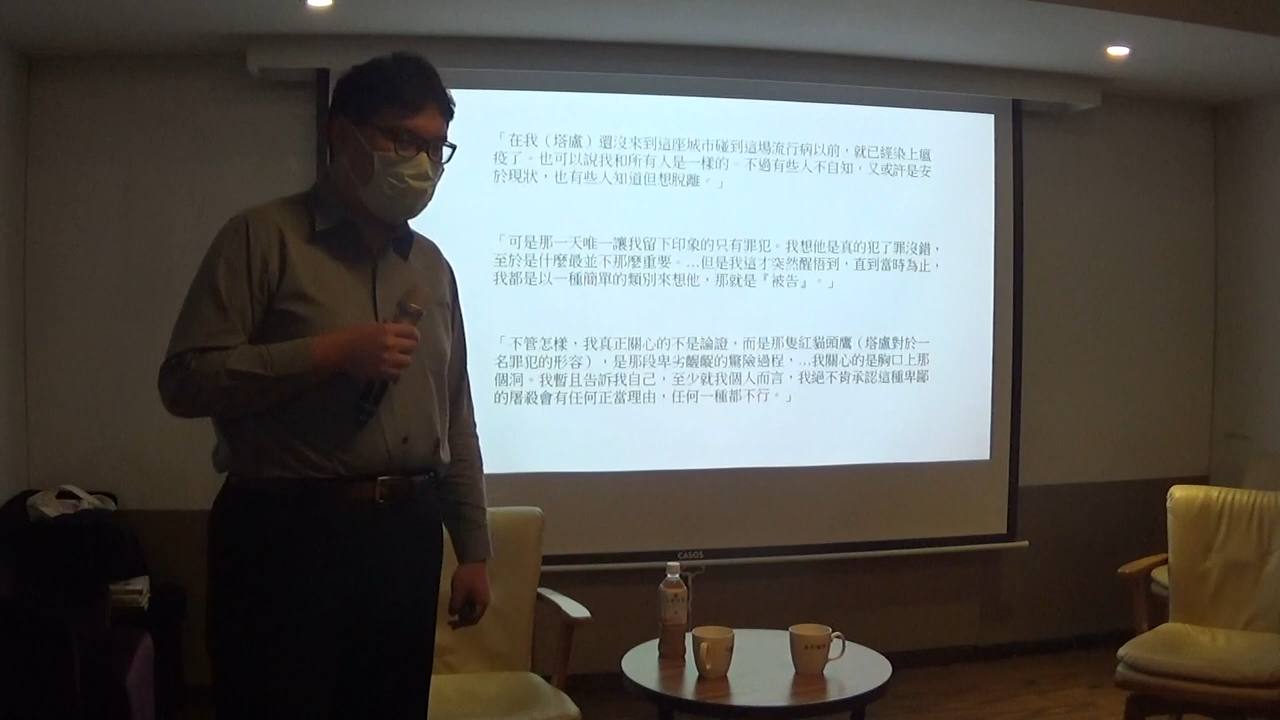 「在我（塔盧）還沒來到這座城市碰到這場流行病以前，就已經染上瘟
疫了。也可以說我和所有人是一樣的。不過有些人不自知，又或許是安
於現狀，也有些人知道但想脫離。」
「可是那一天唯一讓我留下印象的只有罪犯。我想他是真的犯了罪沒錯，
至於是什麼罪並不那麼重要。…但是我這才突然醒悟到，直到當時為止，
我都是以一種簡單的類別來想他，那就是『被告』。」
「不管怎樣，我真正關心的不是論證，而是那隻紅貓頭鷹（塔盧對於一
名罪犯的形容），是那段卑劣齷齪的驚險過程，…我關心的是胸口上那
個洞。我暫且告訴我自己，至少就我個人而言，我絕不肯承認這種卑鄙
的屠殺會有任何正當理由，任何一種都不行。」
CASOS